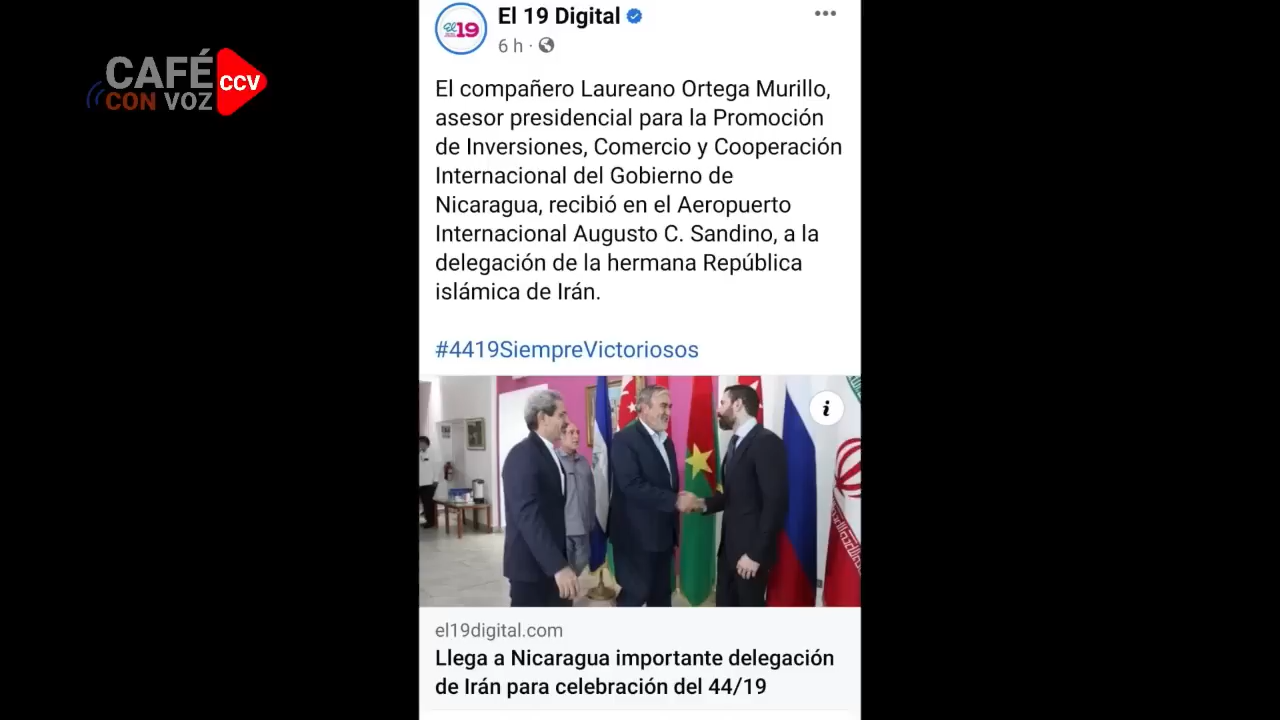 CAFÉ
CON VOZ
CCV
El 19 Digital
El 19
6 h
El compañero Laureano Ortega Murillo,
asesor presidencial para la Promoción
de Inversiones, Comercio y Cooperación
Internacional del Gobierno de
Nicaragua, recibió en el Aeropuerto
Internacional Augusto C. Sandino, a la
delegación de la hermana República
islámica de Irán.
#4419SiempreVictoriosos
i
el19digital.com
Llega a Nicaragua importante delegación
de Irán para celebración del 44/19